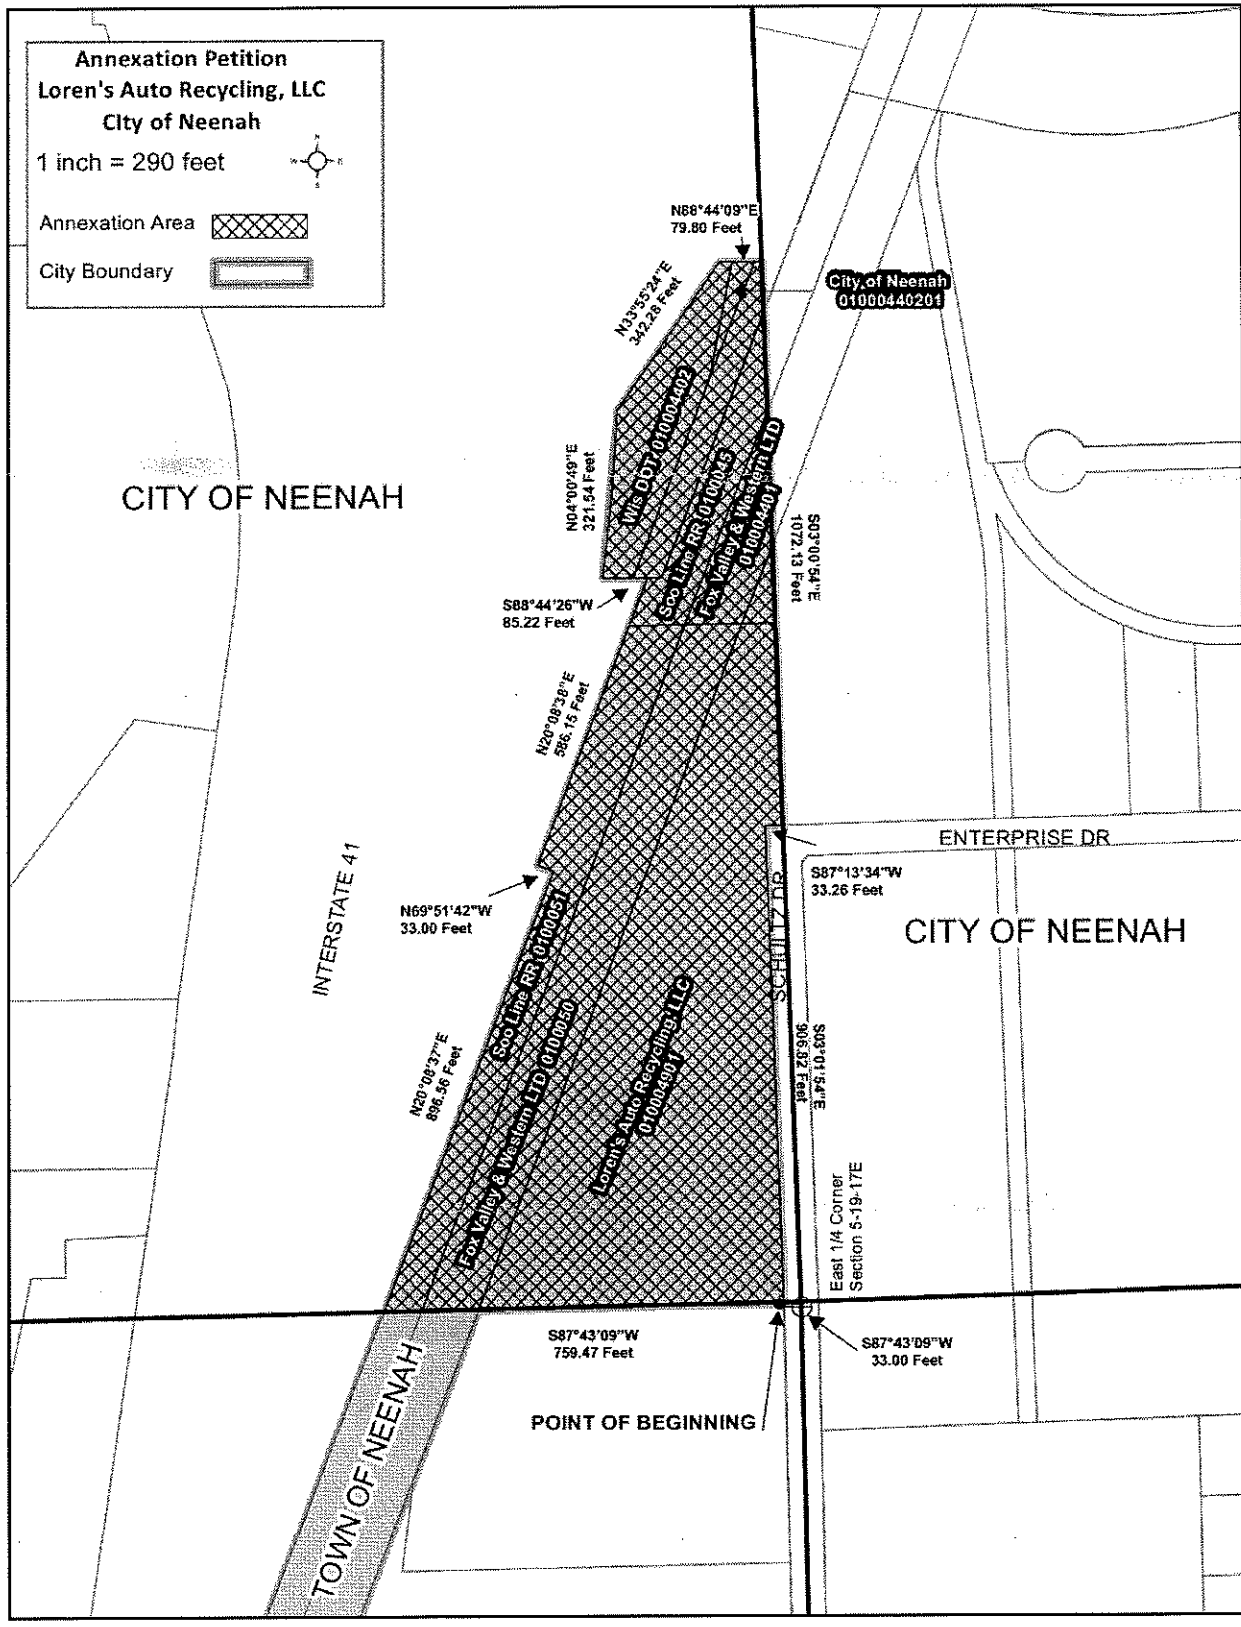 Annexation Petition
Loren's Auto Recycling, LLC
City of Neenah
1 inch = 290 feet
N
W
E
S
Annexation Area
City Boundary
N88°44'09"E
79.80 Feet
N33°55'24"E
342.28 Feet
City of Neenah
01000440201
WIs DOT 010004402
Soo Line RR 0100045
Fox Valley & Western LTD
010004401
CITY OF NEENAH
N04°00'49"E
321.54 Feet
S03°00'54"E
1072.13 Feet
S88°44'26"W
85.22 Feet
N20°08'38"E
586.15 Feet
ENTERPRISE DR
INTERSTATE 41
S87°13'34"W
33.26 Feet
N69°51'42"W
33.00 Feet
SCHULTZ DR
CITY OF NEENAH
Soo Line RR 0100051
Fox Valley & Western LTD 0100050
Loren's Auto Recycling, LLC
010004901
N20°08'37"E
896.56 Feet
S03°01'54"E
906.82 Feet
East 1/4 Corner
Section 5-19-17E
S87°43'09"W
759.47 Feet
S87°43'09"W
33.00 Feet
POINT OF BEGINNING
TOWN OF NEENAH